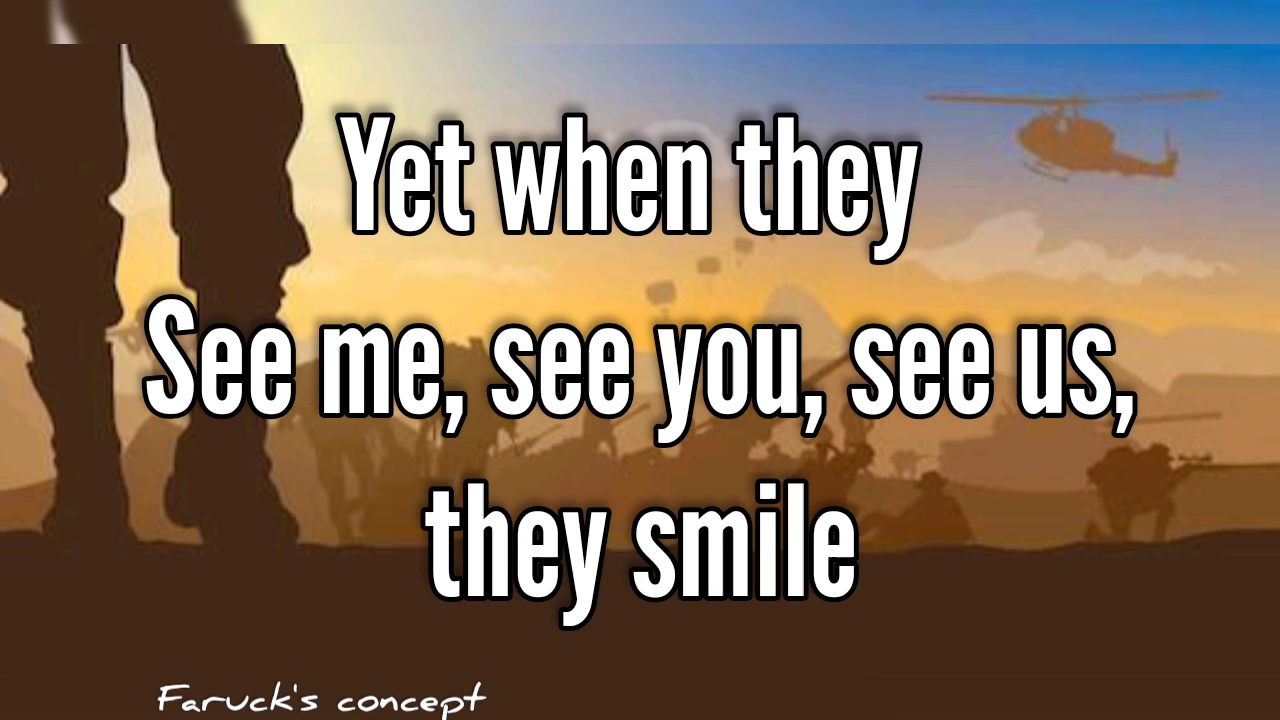 Yet when they
See me, see you, see us,
they smile
Faruck's concept